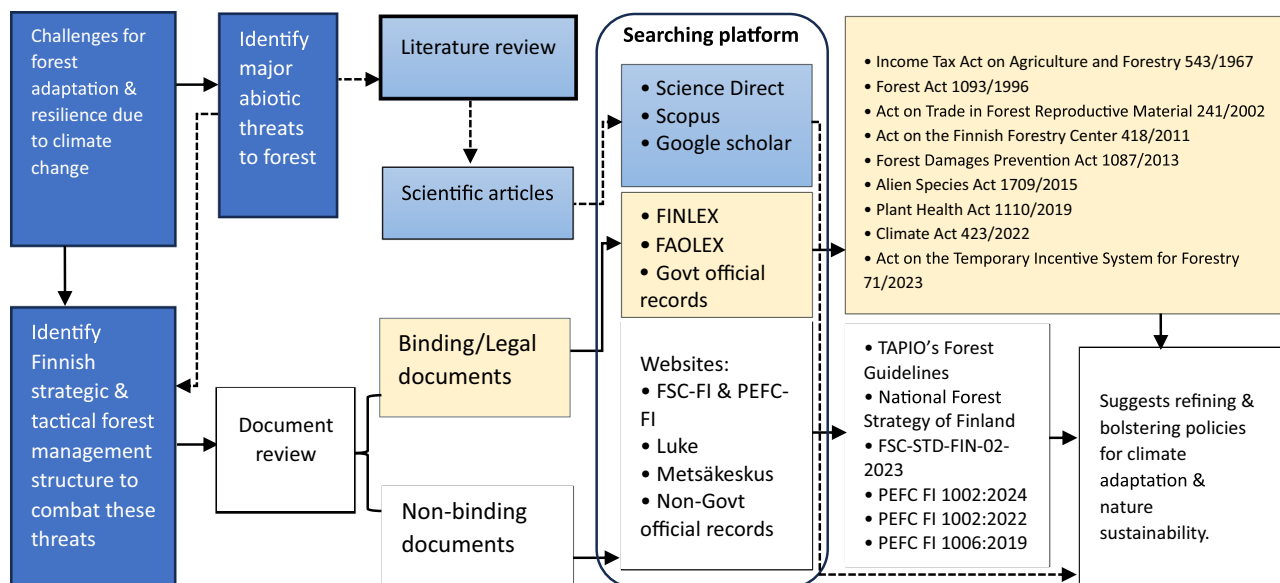 Challenges for
forest
adaptation &
resilience due
to climate
change
Identify
major
abiotic
threats
to forest
Literature review
Scientific articles
Searching platform
• Science Direct
• Scopus
• Google scholar
• FINLEX
• FAOLEX
• Govt official
records
Websites:
• FSC-FI & PEFC-
FI
• Luke
• Metsäkeskus
• Non-Govt
official records
• Income Tax Act on Agriculture and Forestry 543/1967
• Forest Act 1093/1996
• Act on Trade in Forest Reproductive Material 241/2002
• Act on the Finnish Forestry Center 418/2011
• Forest Damages Prevention Act 1087/2013
• Alien Species Act 1709/2015
• Plant Health Act 1110/2019
• Climate Act 423/2022
• Act on the Temporary Incentive System for Forestry
71/2023
Identify
Finnish
strategic &
tactical forest
management
structure to
combat these
threats
Document
review
Binding/Legal
documents
Non-binding
documents
• TAPIO’s Forest
Guidelines
• National Forest
Strategy of Finland
• FSC-STD-FIN-02-
2023
• PEFC FI 1002:2024
• PEFC FI 1002:2022
• PEFC FI 1006:2019
Suggests refining &
bolstering policies
for climate
adaptation &
nature
sustainability.